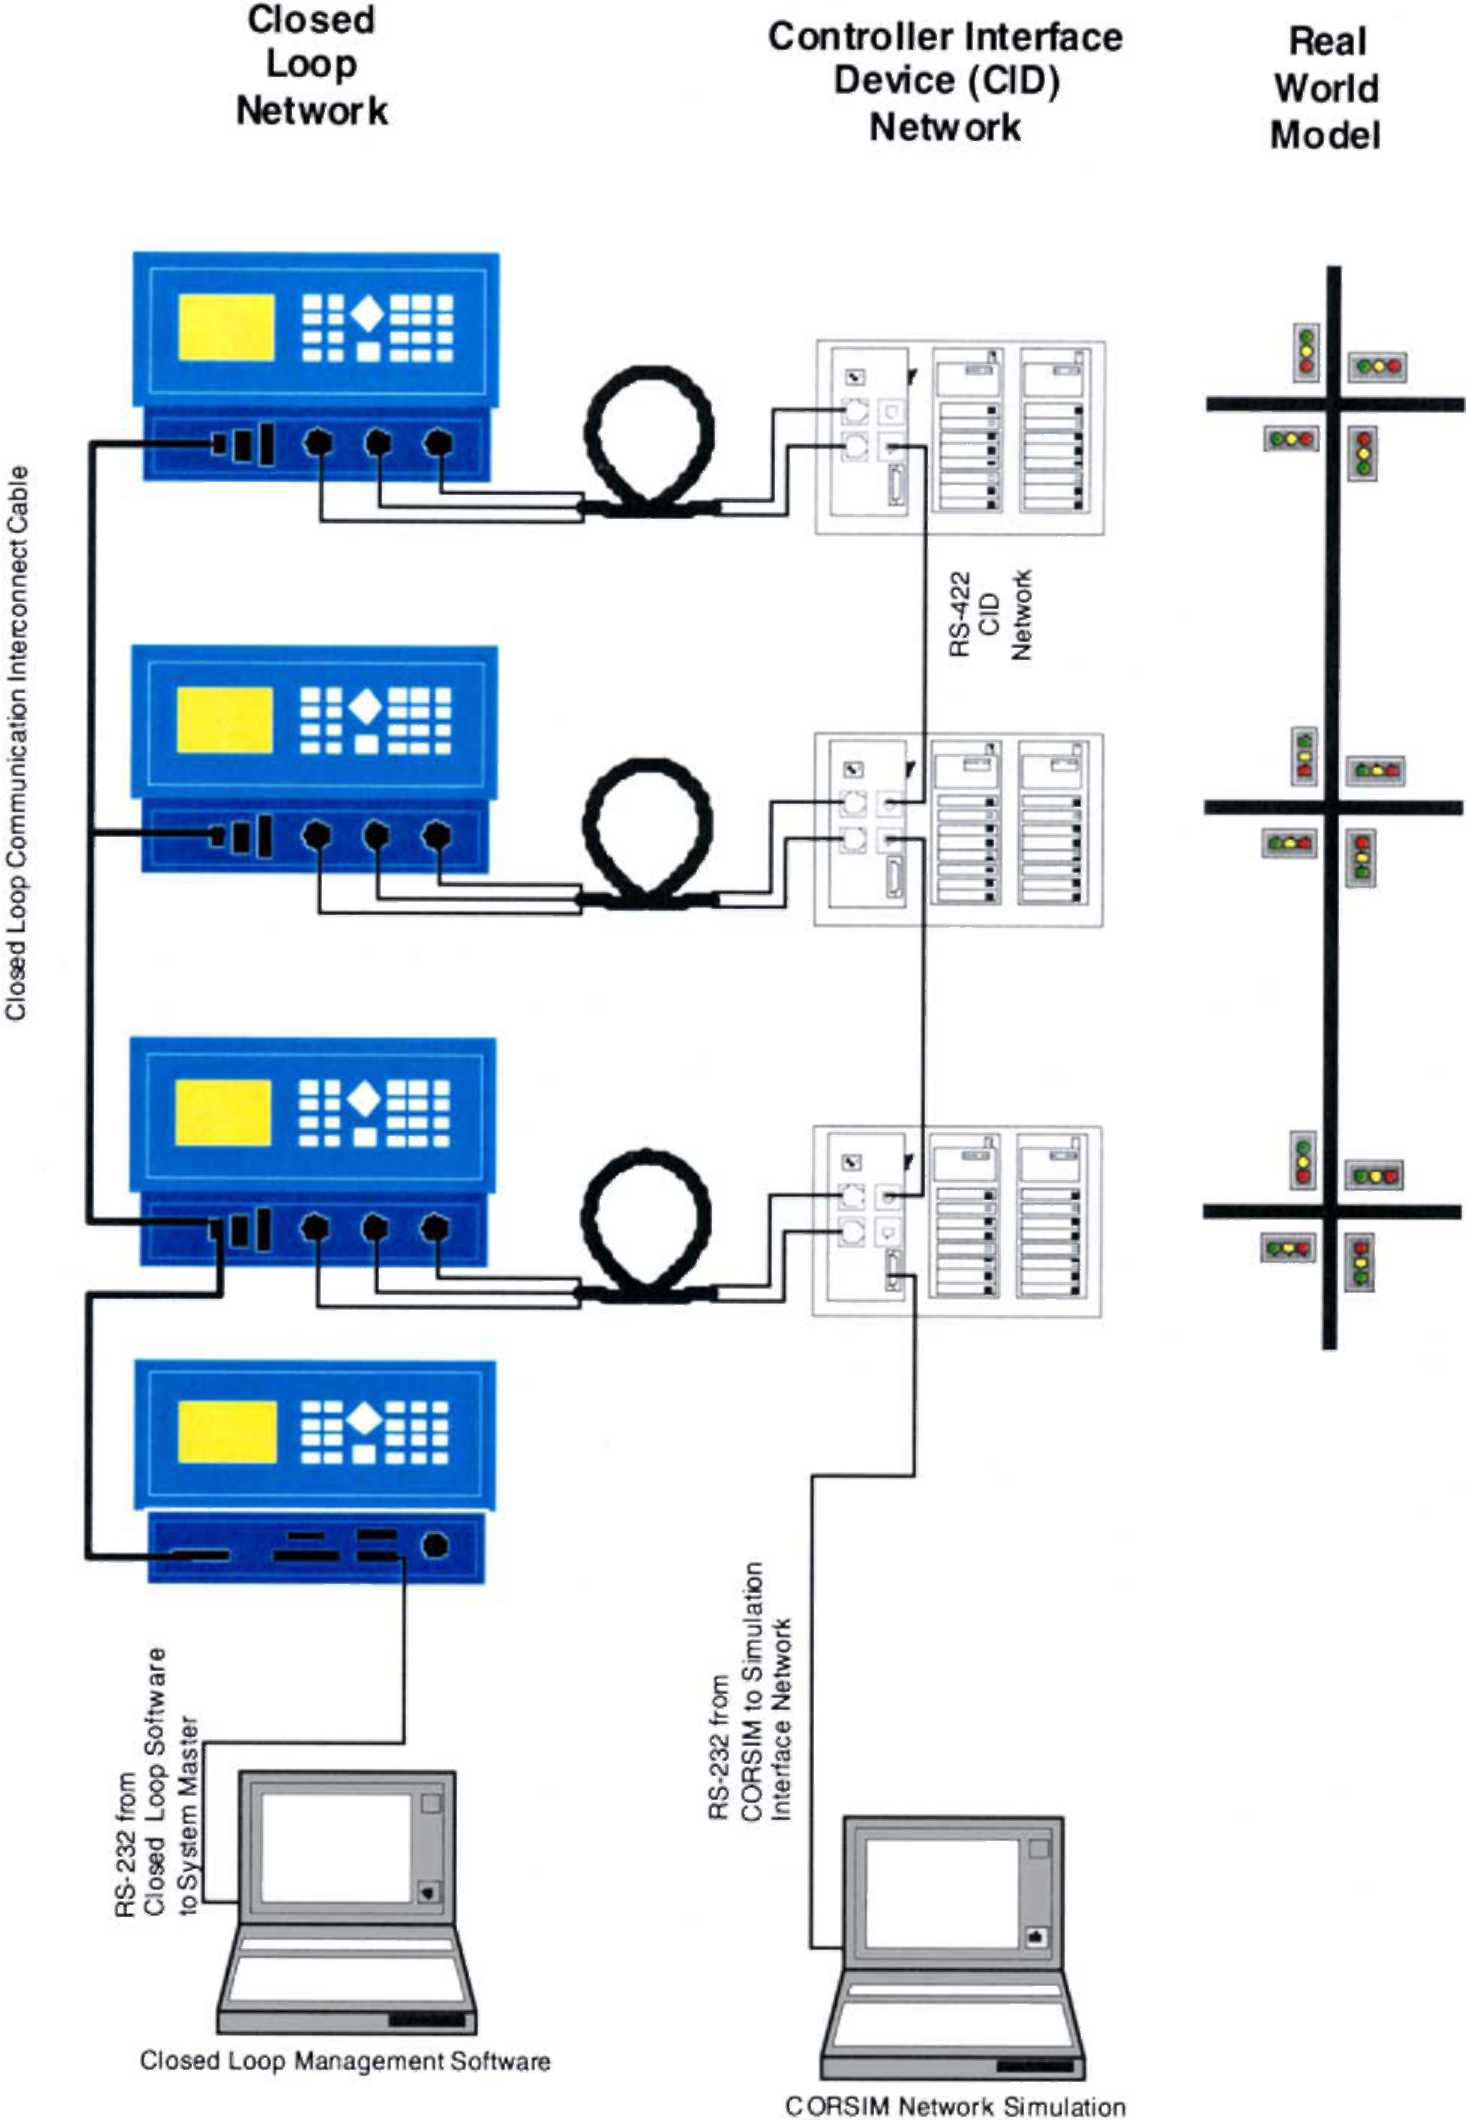 Closed
Loop
Network
Controller Interface
Device (CID)
Network
Real
World
Model
Closed Loop Communication Interconnect Cable
RS-422
CID
Network
RS-232 from
Closed Loop Software
to System Master
RS-232 from
CORSIM to Simulation
Interface Network
Closed Loop Management Software
CORSIM Network Simulation